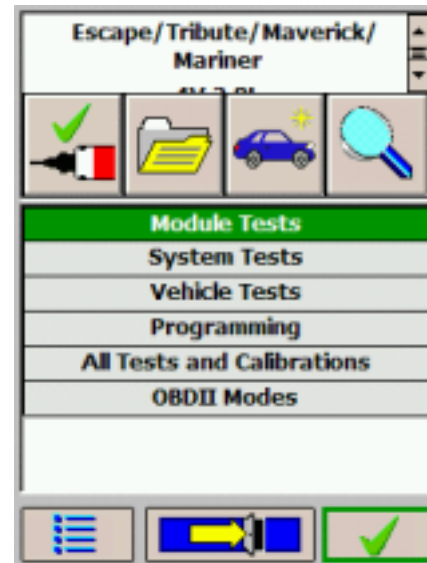 Escape/Tribute/Maverick/
Mariner
Module Tests
System Tests
Vehicle Tests
Programming
All Tests and Calibrations
OBDII Modes